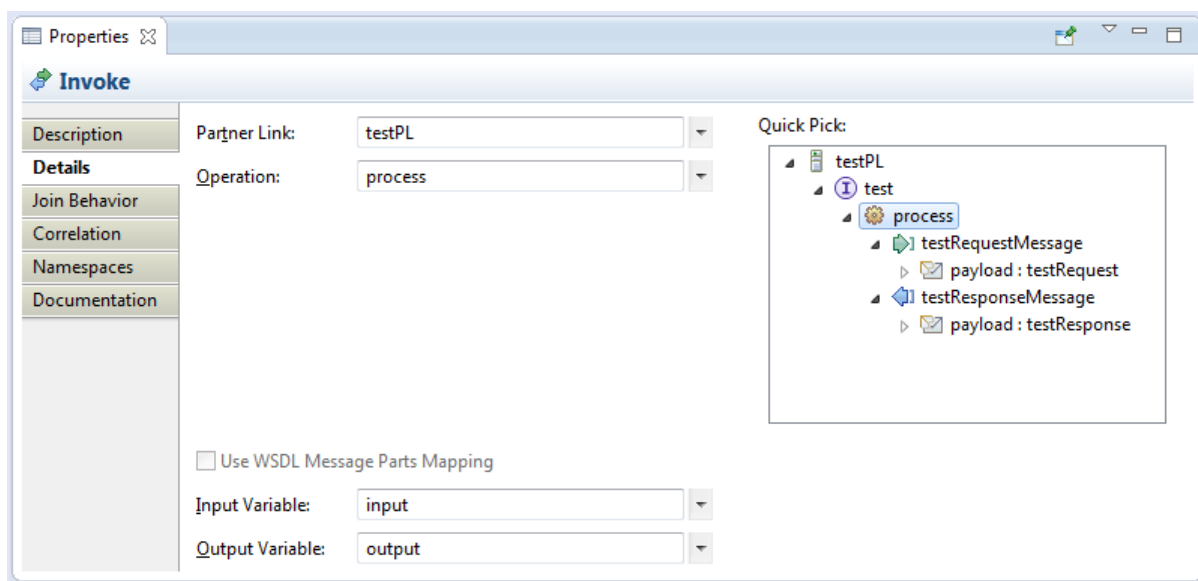 Properties
Invoke
Description
Details
Join Behavior
Correlation
Namespaces
Documentation
Partner Link:
testPL
Operation:
process
Quick Pick:
testPL
test
process
testRequestMessage
payload : testRequest
testResponseMessage
payload : testResponse
Use WSDL Message Parts Mapping
Input Variable:
input
Output Variable:
output